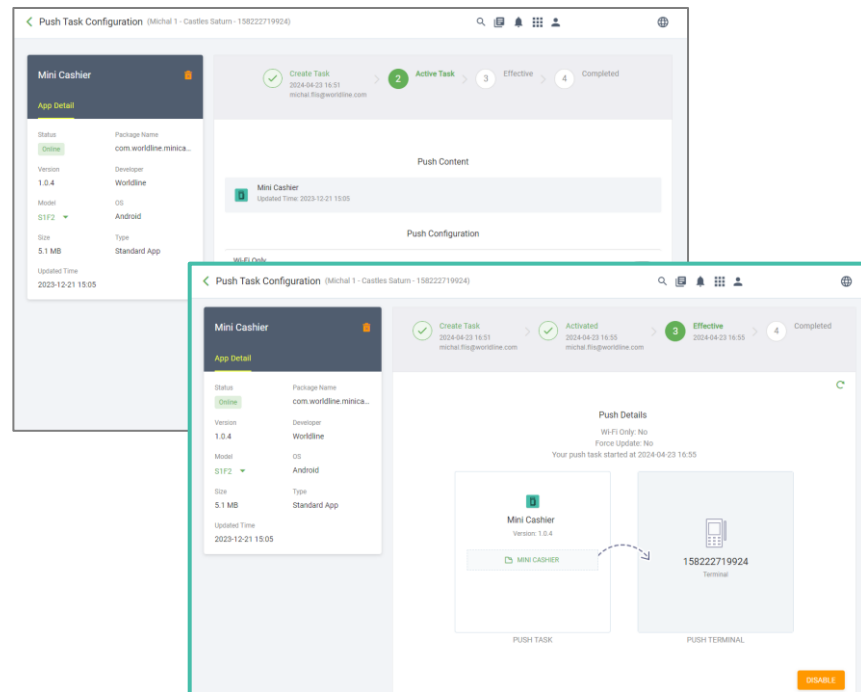 Push Task Configuration (Michal 1 - Castles Saturn - 158222719924)
Mini Cashier
App Detail
Status
Package Name
Online
com.worldline.minica...
Version
Developer
1.0.4
Worldline
Model
OS
S1F2
Android
Size
Type
5.1 MB
Standard App
Updated Time
2023-12-21 15:05
Create Task
2024-04-23 16:51
michal.flis@worldline.com
2
Active Task
3
Effective
4
Completed
Push Content
Mini Cashier
Updated Time: 2023-12-21 15:05
Push Configuration
Wi-Fi Only
Push Task Configuration (Michal 1 - Castles Saturn - 158222719924)
Mini Cashier
App Detail
Status
Package Name
Online
com.worldline.minica...
Version
Developer
1.0.4
Worldline
Model
OS
S1F2
Android
Size
Type
5.1 MB
Standard App
Updated Time
2023-12-21 15:05
Create Task
2024-04-23 16:51
michal.flis@worldline.com
Activated
2024-04-23 16:55
michal.flis@worldline.com
3
Effective
2024-04-23 16:55
4
Completed
Push Details
Wi-Fi Only: No
Force Update: No
Your push task started at 2024-04-23 16:55
Mini Cashier
Version: 1.0.4
MINI CASHIER
158222719924
Terminal
PUSH TASK
PUSH TERMINAL
DISABLE